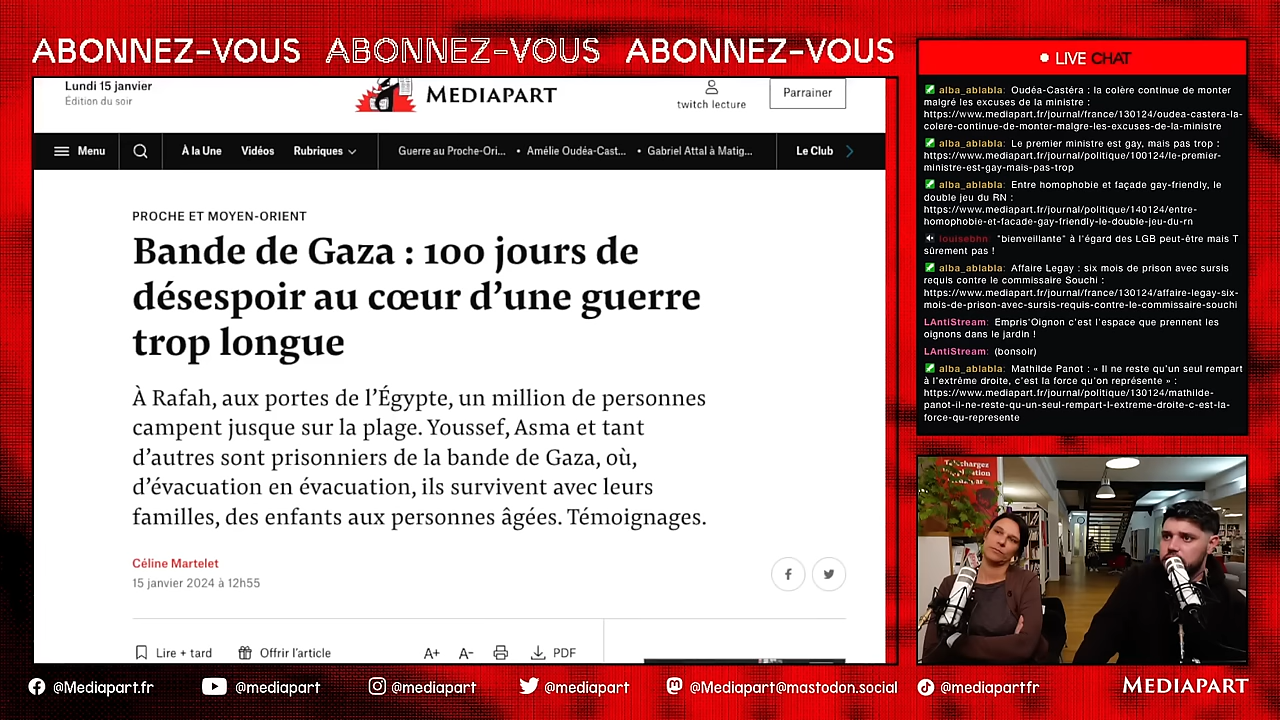 ABONNEZ-VOUS ABONNEZ-VOUS ABONNEZ-VOUS
Lundi 15 janvier
Édition du soir
MEDIAPART
twitch lecture
Parrainer
Menu
À la Une
Vidéos
Rubriques
Guerre au Proche-Ori... • Amélie Oudéa-Cast... • Gabriel Attal à Matig...
Le Club
PROCHE ET MOYEN-ORIENT
Bande de Gaza : 100 jours de
désespoir au cœur d’une guerre
trop longue
À Rafah, aux portes de l’Égypte, un million de personnes
campent jusque sur la plage. Youssef, Asma et tant
d’autres sont prisonniers de la bande de Gaza, où,
d’évacuation en évacuation, ils survivent avec leurs
familles, des enfants aux personnes âgées. Témoignages.
Céline Martelet
15 janvier 2024 à 12h55
Lire + tard
Offrir l’article
A+ A- PDF
LIVE CHAT
alba_ablabla: Oudéa-Castera : la colère continue de monter
malgré les excuses de la ministre :
https://www.mediapart.fr/journal/france/130124/oudea-castera-la-
colere-continue-de-monter-malgre-les-excuses-de-la-ministre
alba_ablabla: Le premier ministre est gay, mais pas trop :
https://www.mediapart.fr/journal/politique/100124/le-premier-
ministre-est-gay-mais-pas-trop
alba_ablabla: Entre homophobie et façade gay-friendly, le
double jeu du RN :
https://www.mediapart.fr/journal/politique/140124/entre-
homophobie-et-facade-gay-friendly-le-double-jeu-du-rn
louisebhn: "bienveillante" à l'égard des LGB peut-être mais T
sûrement pas !
alba_ablabla: Affaire Legay : six mois de prison avec sursis
requis contre le commissaire Souchi :
https://www.mediapart.fr/journal/france/130124/affaire-legay-six-
mois-de-prison-avec-sursis-requis-contre-le-commissaire-souchi
LAntiStream: Empris'Oignon c'est l'espace que prennent les
oignons dans le jardin !
LAntiStream: (bonsoir)
alba_ablabla: Mathilde Panot : « Il ne reste qu'un seul rempart
à l'extrême droite, c'est la force qu'on représente » :
https://www.mediapart.fr/journal/politique/130124/mathilde-
panot-il-ne-reste-qu-un-seul-rempart-l-extreme-droite-c-est-la-
force-qu-represente
@Mediapart.fr
@mediapart
@mediapart
@mediapart
@Mediapart@mastodon.social
@mediapartfr
MEDIAPART